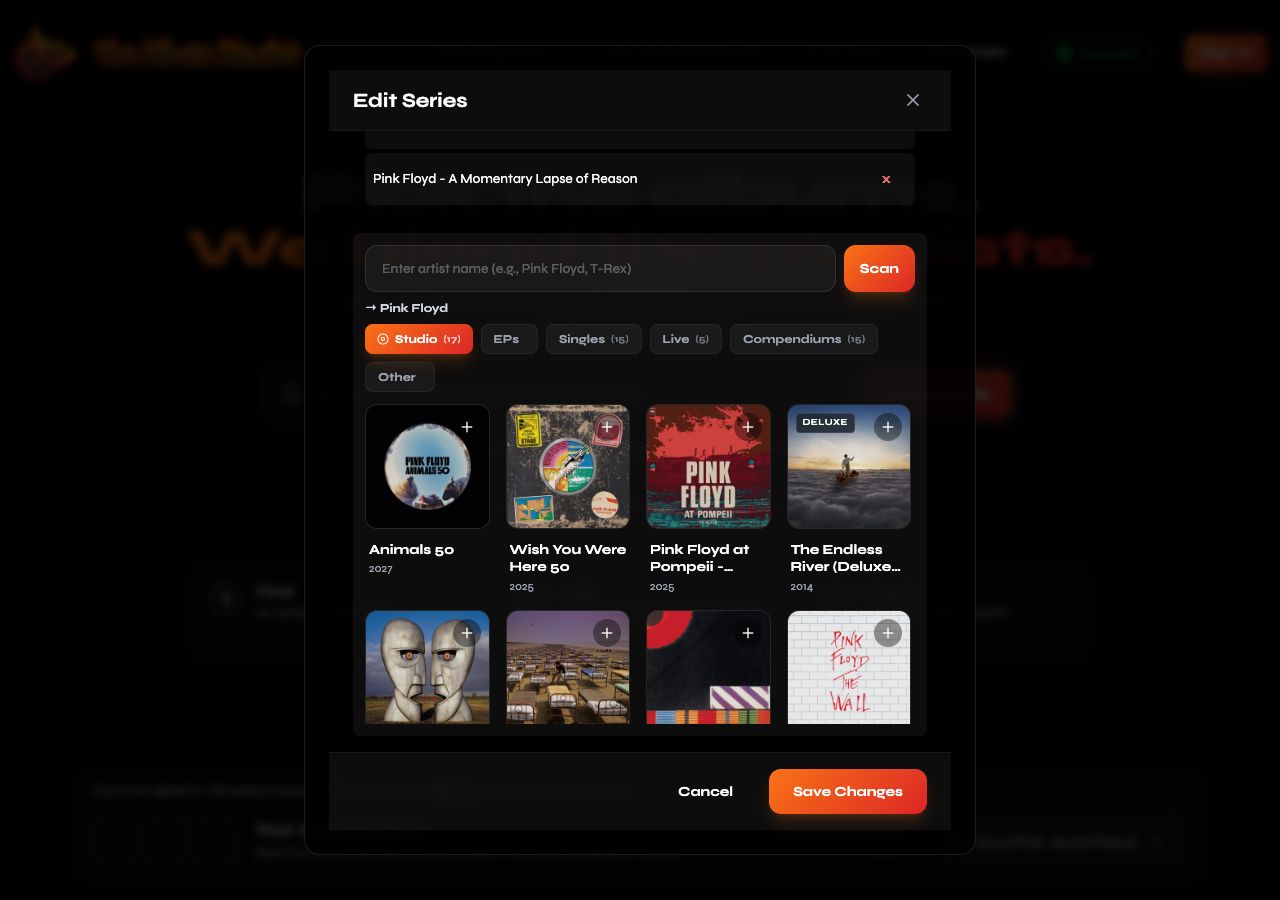 Edit Series
Pink Floyd - A Momentary Lapse of Reason
x
Enter artist name (e.g., Pink Floyd, T-Rex)
Scan
→ Pink Floyd
Studio (17)
EPs
Singles (15)
Live (5)
Compendiums (15)
Other
PINK FLOYD
ANIMALS 50
PINK
FLOYD
AT POMPEII
DELUXE
Animals 50
2027
Wish You Were
Here 50
2025
Pink Floyd at
Pompeii -...
2025
The Endless
River (Deluxe...
2014
PINK
FLOYD
THE
WALL
Cancel
Save Changes